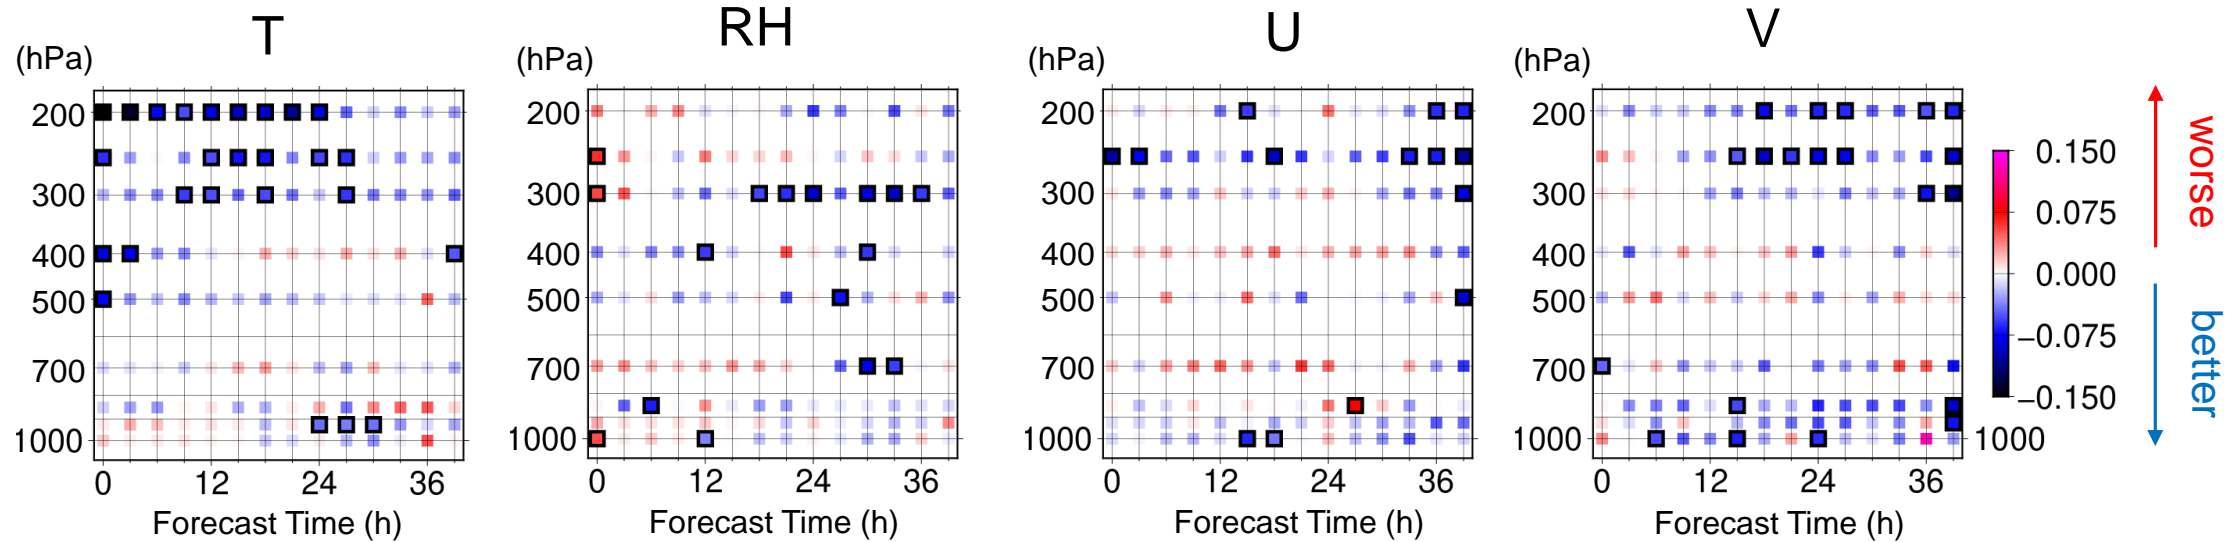 T RH U V
(hPa) (hPa) (hPa) (hPa)
200 200 200 200
300 300 300 300
400 400 400 400
500 500 500 500
700 700 700 700
1000 1000 1000 1000 1000
0 12 24 36 0 12 24 36 0 12 24 36 0 12 24 36
Forecast Time (h) Forecast Time (h) Forecast Time (h) Forecast Time (h)
0.150
0.075
0.000
−0.075
−0.150
worse
better